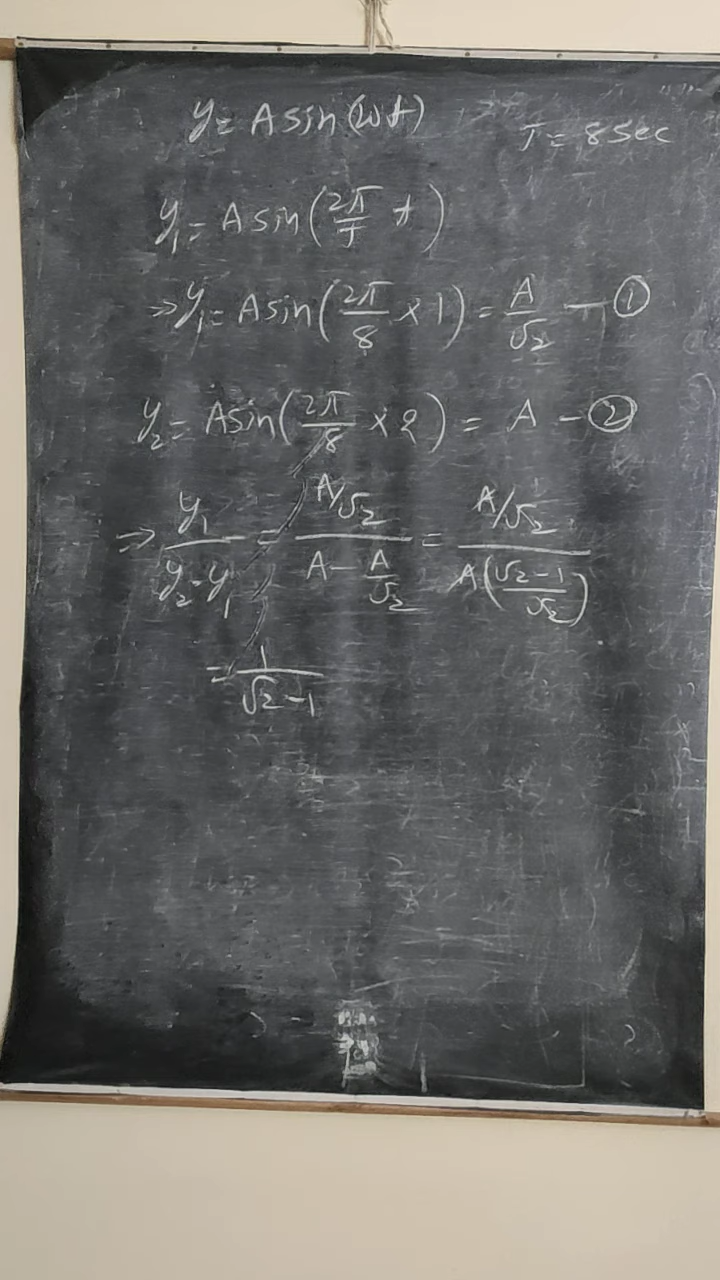 y = A sin(ωt)
T = 8 sec
y₁ = A sin(2π/T t)
⇒ y₁ = A sin(2π/8 × 1) = A/√2 — ①
y₂ = A sin(2π/8 × 2) = A — ②
⇒ y₁/(y₂ - y₁) = (A/√2)/(A - A/√2) = (A/√2)/(A((√2 - 1)/√2))
= 1/(√2 - 1)